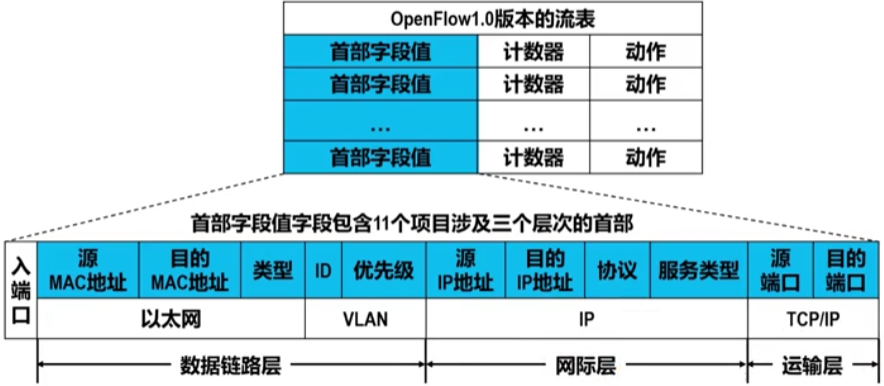 OpenFlow1.0版本的流表
首部字段值 计数器 动作
首部字段值 计数器 动作
... ... ...
首部字段值 计数器 动作
首部字段值字段包含11个项目涉及三个层次的首部
入端口 源MAC地址 目的MAC地址 类型 ID 优先级 源IP地址 目的IP地址 协议 服务类型 源端口 目的端口
以太网 VLAN IP TCP/IP
数据链路层 网际层 运输层